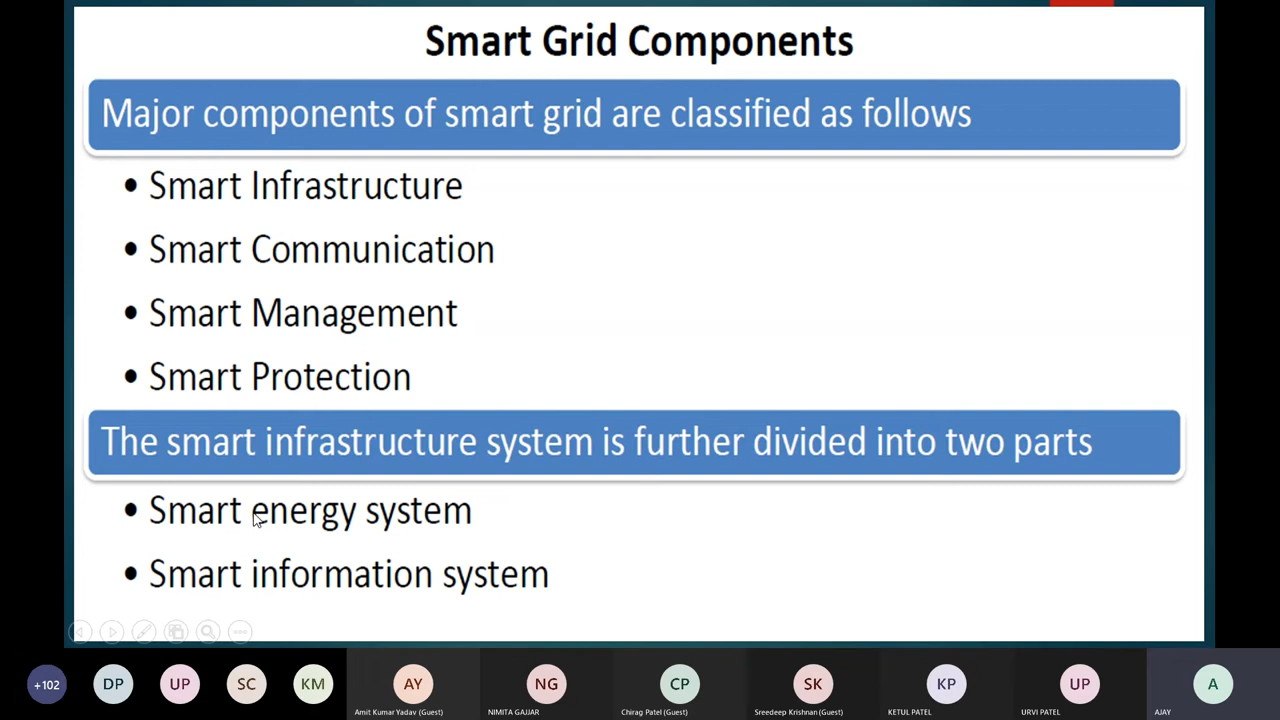 Smart Grid Components
Major components of smart grid are classified as follows
• Smart Infrastructure
• Smart Communication
• Smart Management
• Smart Protection
The smart infrastructure system is further divided into two parts
• Smart energy system
• Smart information system
+102 DP UP SC KM AY NG CP SK KP UP A
Amit Kumar Yadav (Guest) NIMITA GAJJAR Chirag Patel (Guest) Sreedeep Krishnan (Guest) KETUL PATEL URVI PATEL AJAY